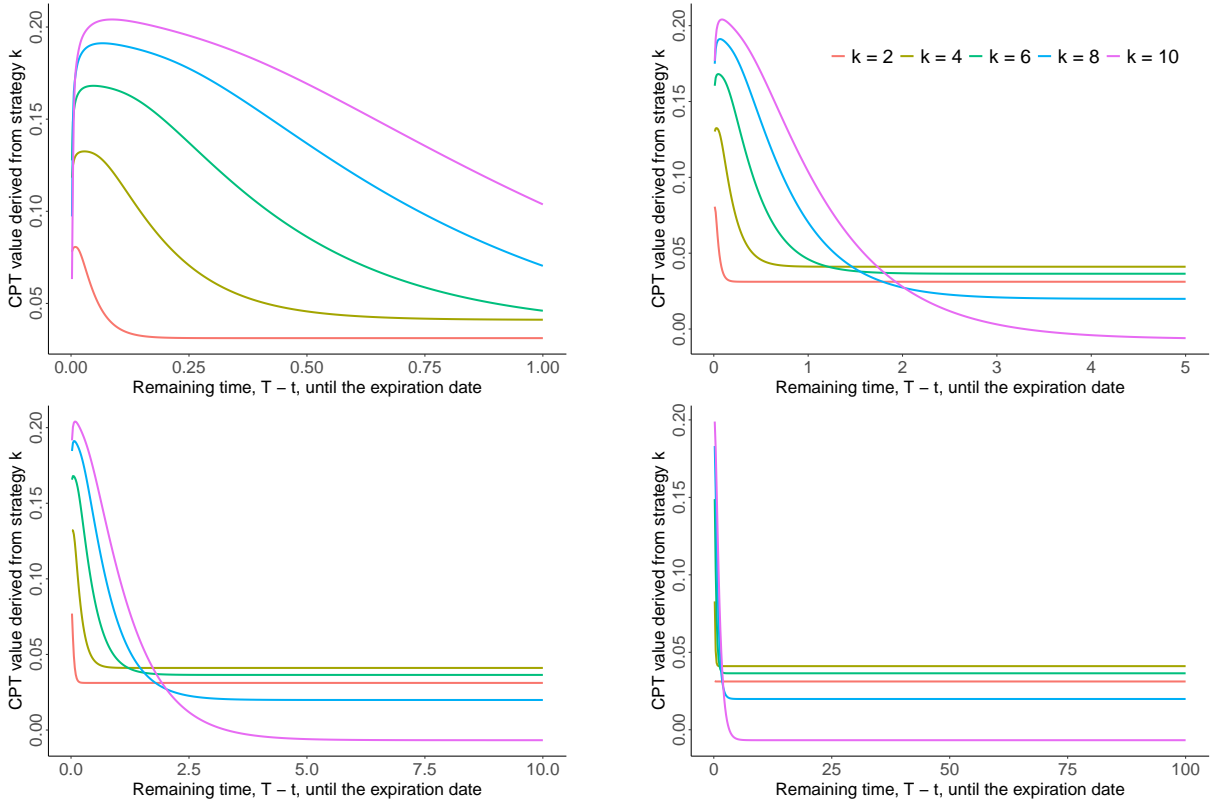 CPT value derived from strategy k
0.20
0.15
0.10
0.05
0.00 0.25 0.50 0.75 1.00
Remaining time, T − t, until the expiration date
CPT value derived from strategy k
0.20
0.15
0.10
0.05
0.00
k = 2 k = 4 k = 6 k = 8 k = 10
0 1 2 3 4 5
Remaining time, T − t, until the expiration date
CPT value derived from strategy k
0.20
0.15
0.10
0.05
0.00
0.0 2.5 5.0 7.5 10.0
Remaining time, T − t, until the expiration date
CPT value derived from strategy k
0.20
0.15
0.10
0.05
0.00
0 25 50 75 100
Remaining time, T − t, until the expiration date